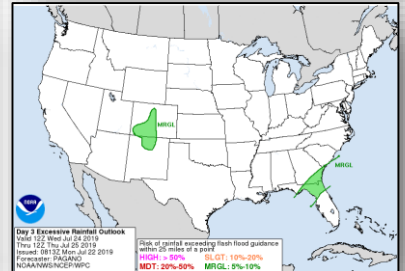 MRGL
MRGL
NOAA
Day 3 Excessive Rainfall Outlook
Valid 12Z Wed Jul 24 2019
Thru 12Z Thu Jul 25 2019
Issued: 0813Z Mon Jul 22 2019
Forecaster: PAGANO
NOAA/NWS/NCEP/WPC
Risk of rainfall exceeding flash flood guidance
within 25 miles of a point
HIGH: > 50% SLGT: 10%-20%
MDT: 20%-50% MRGL: 5%-10%